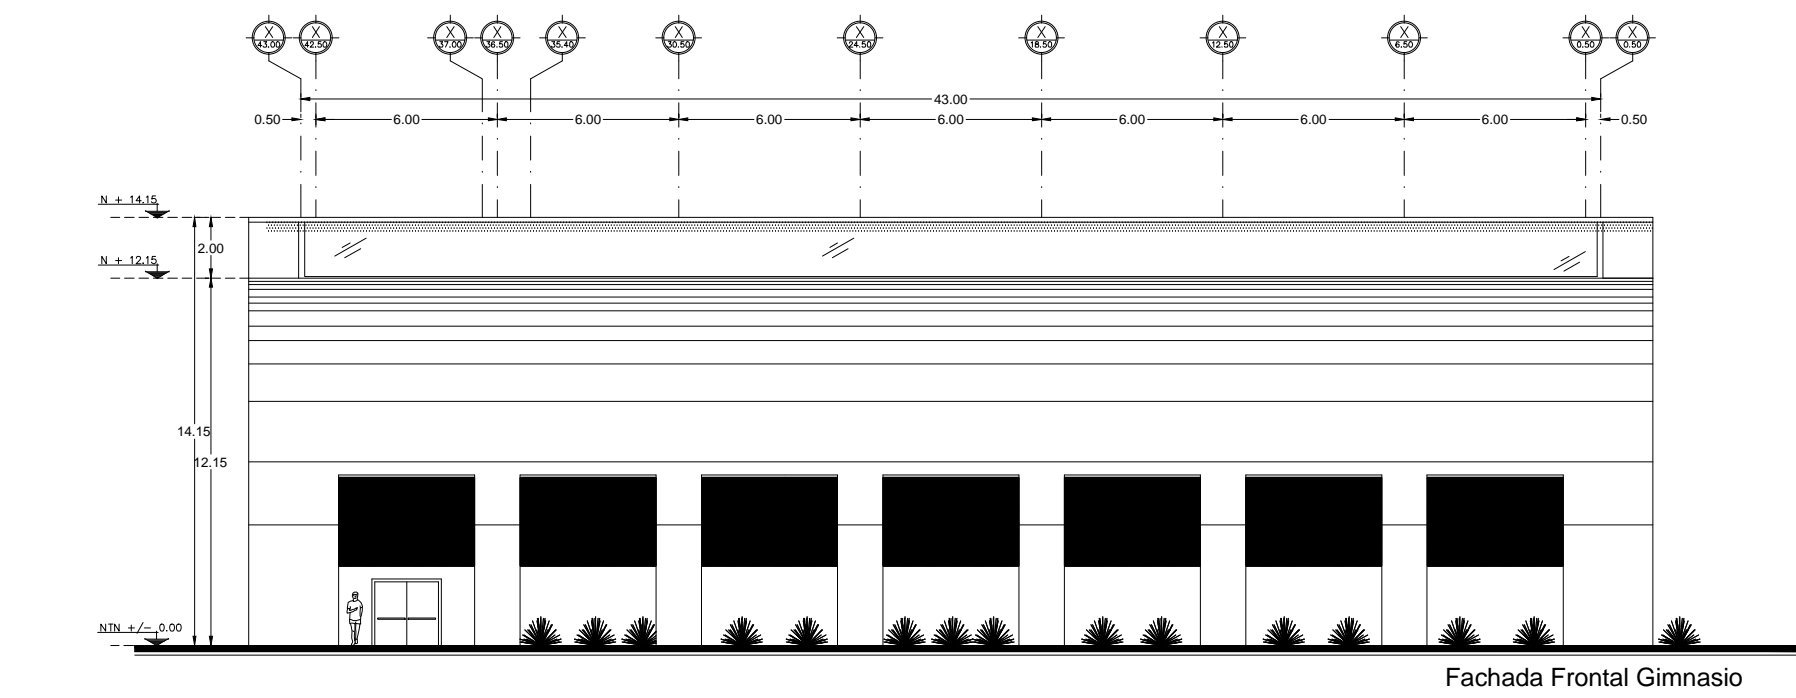 X X X X X X X X X X X X
43.00 42.50 37.00 36.50 35.40 30.50 24.50 18.50 12.50 6.50 0.50 0.50
43.00
0.50 6.00 6.00 6.00 6.00 6.00 6.00 6.00 0.50
N + 14.15
2.00
N + 12.15
14.15
12.15
NTN +/- 0.00
Fachada Frontal Gimnasio